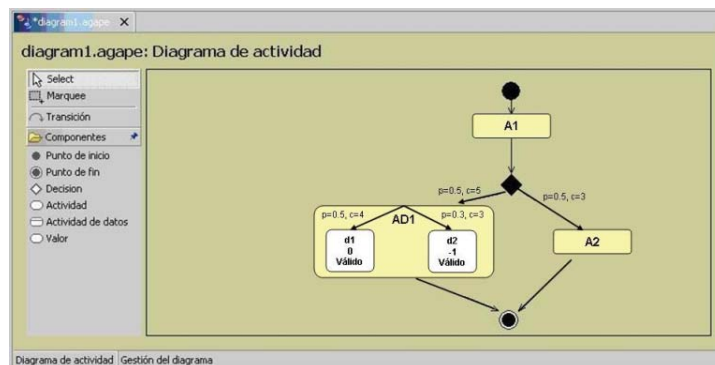 *diagram1.agape
diagram1.agape: Diagrama de actividad
Select
Marquee
Transición
Componentes
Punto de inicio
Punto de fin
Decision
Actividad
Actividad de datos
Valor
A1
p=0.5, c=5
p=0.5, c=3
p=0.5, c=4
AD1
p=0.3, c=3
d1
0
Válido
d2
-1
Válido
A2
Diagrama de actividad
Gestión del diagrama